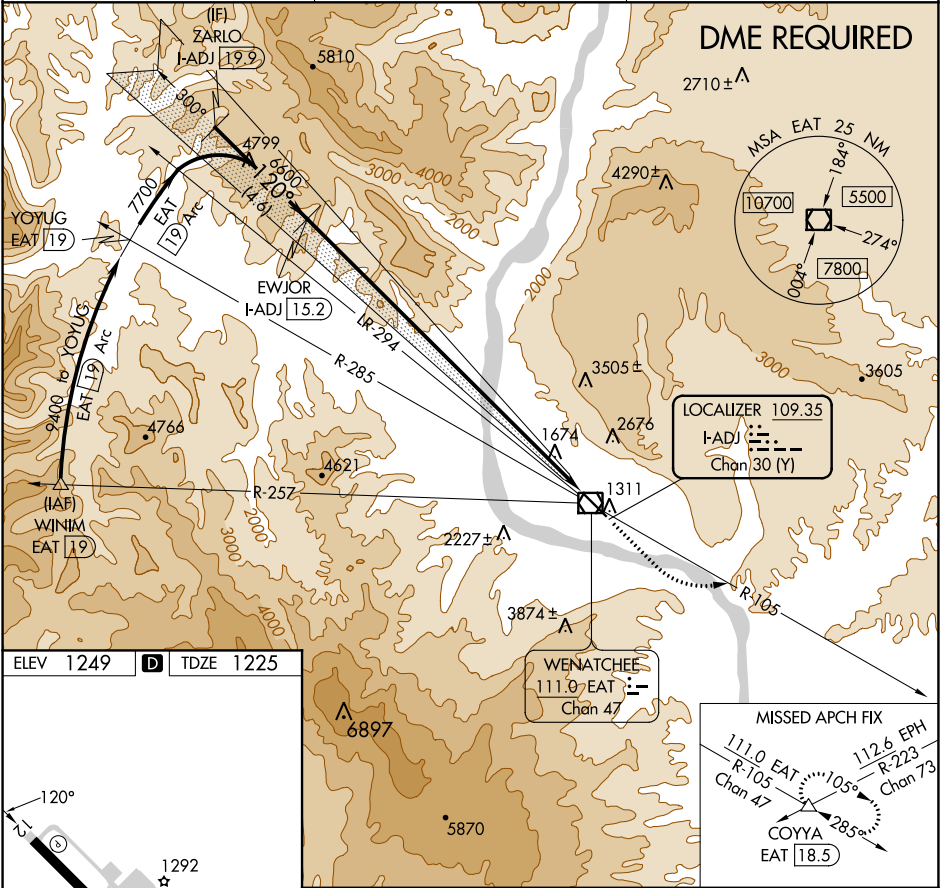 DME REQUIRED
(IF)
ZARLO
I-ADJ 19.9
5810
2710 ±
MSA EAT 25 NM
184°
10700
5500
274°
004°
7800
300°
4799
6600
120°
(4.6)
3000
4000
2000
4290 ±
7700
EAT
19 Arc
YOYUG
EAT 19
EWJOR
I-ADJ 15.2
LR-294
R-285
2000
3000
9400 to YOYUG
EAT 19 Arc
3505 ±
3605
4766
4621
1674
2676
LOCALIZER 109.35
I-ADJ
Chan 30 (Y)
R-257
1311
(IAF)
WINIM
EAT 19
2227 ±
3000
2000
R-105
4000
3874 ±
WENATCHEE
111.0 EAT
Chan 47
ELEV 1249 D TDZE 1225
6897
5870
MISSED APCH FIX
111.0 EAT
R-105
Chan 47
112.6 EPH
R-223
Chan 73
105°
285°
COYYA
EAT 18.5
120°
12
P
1292